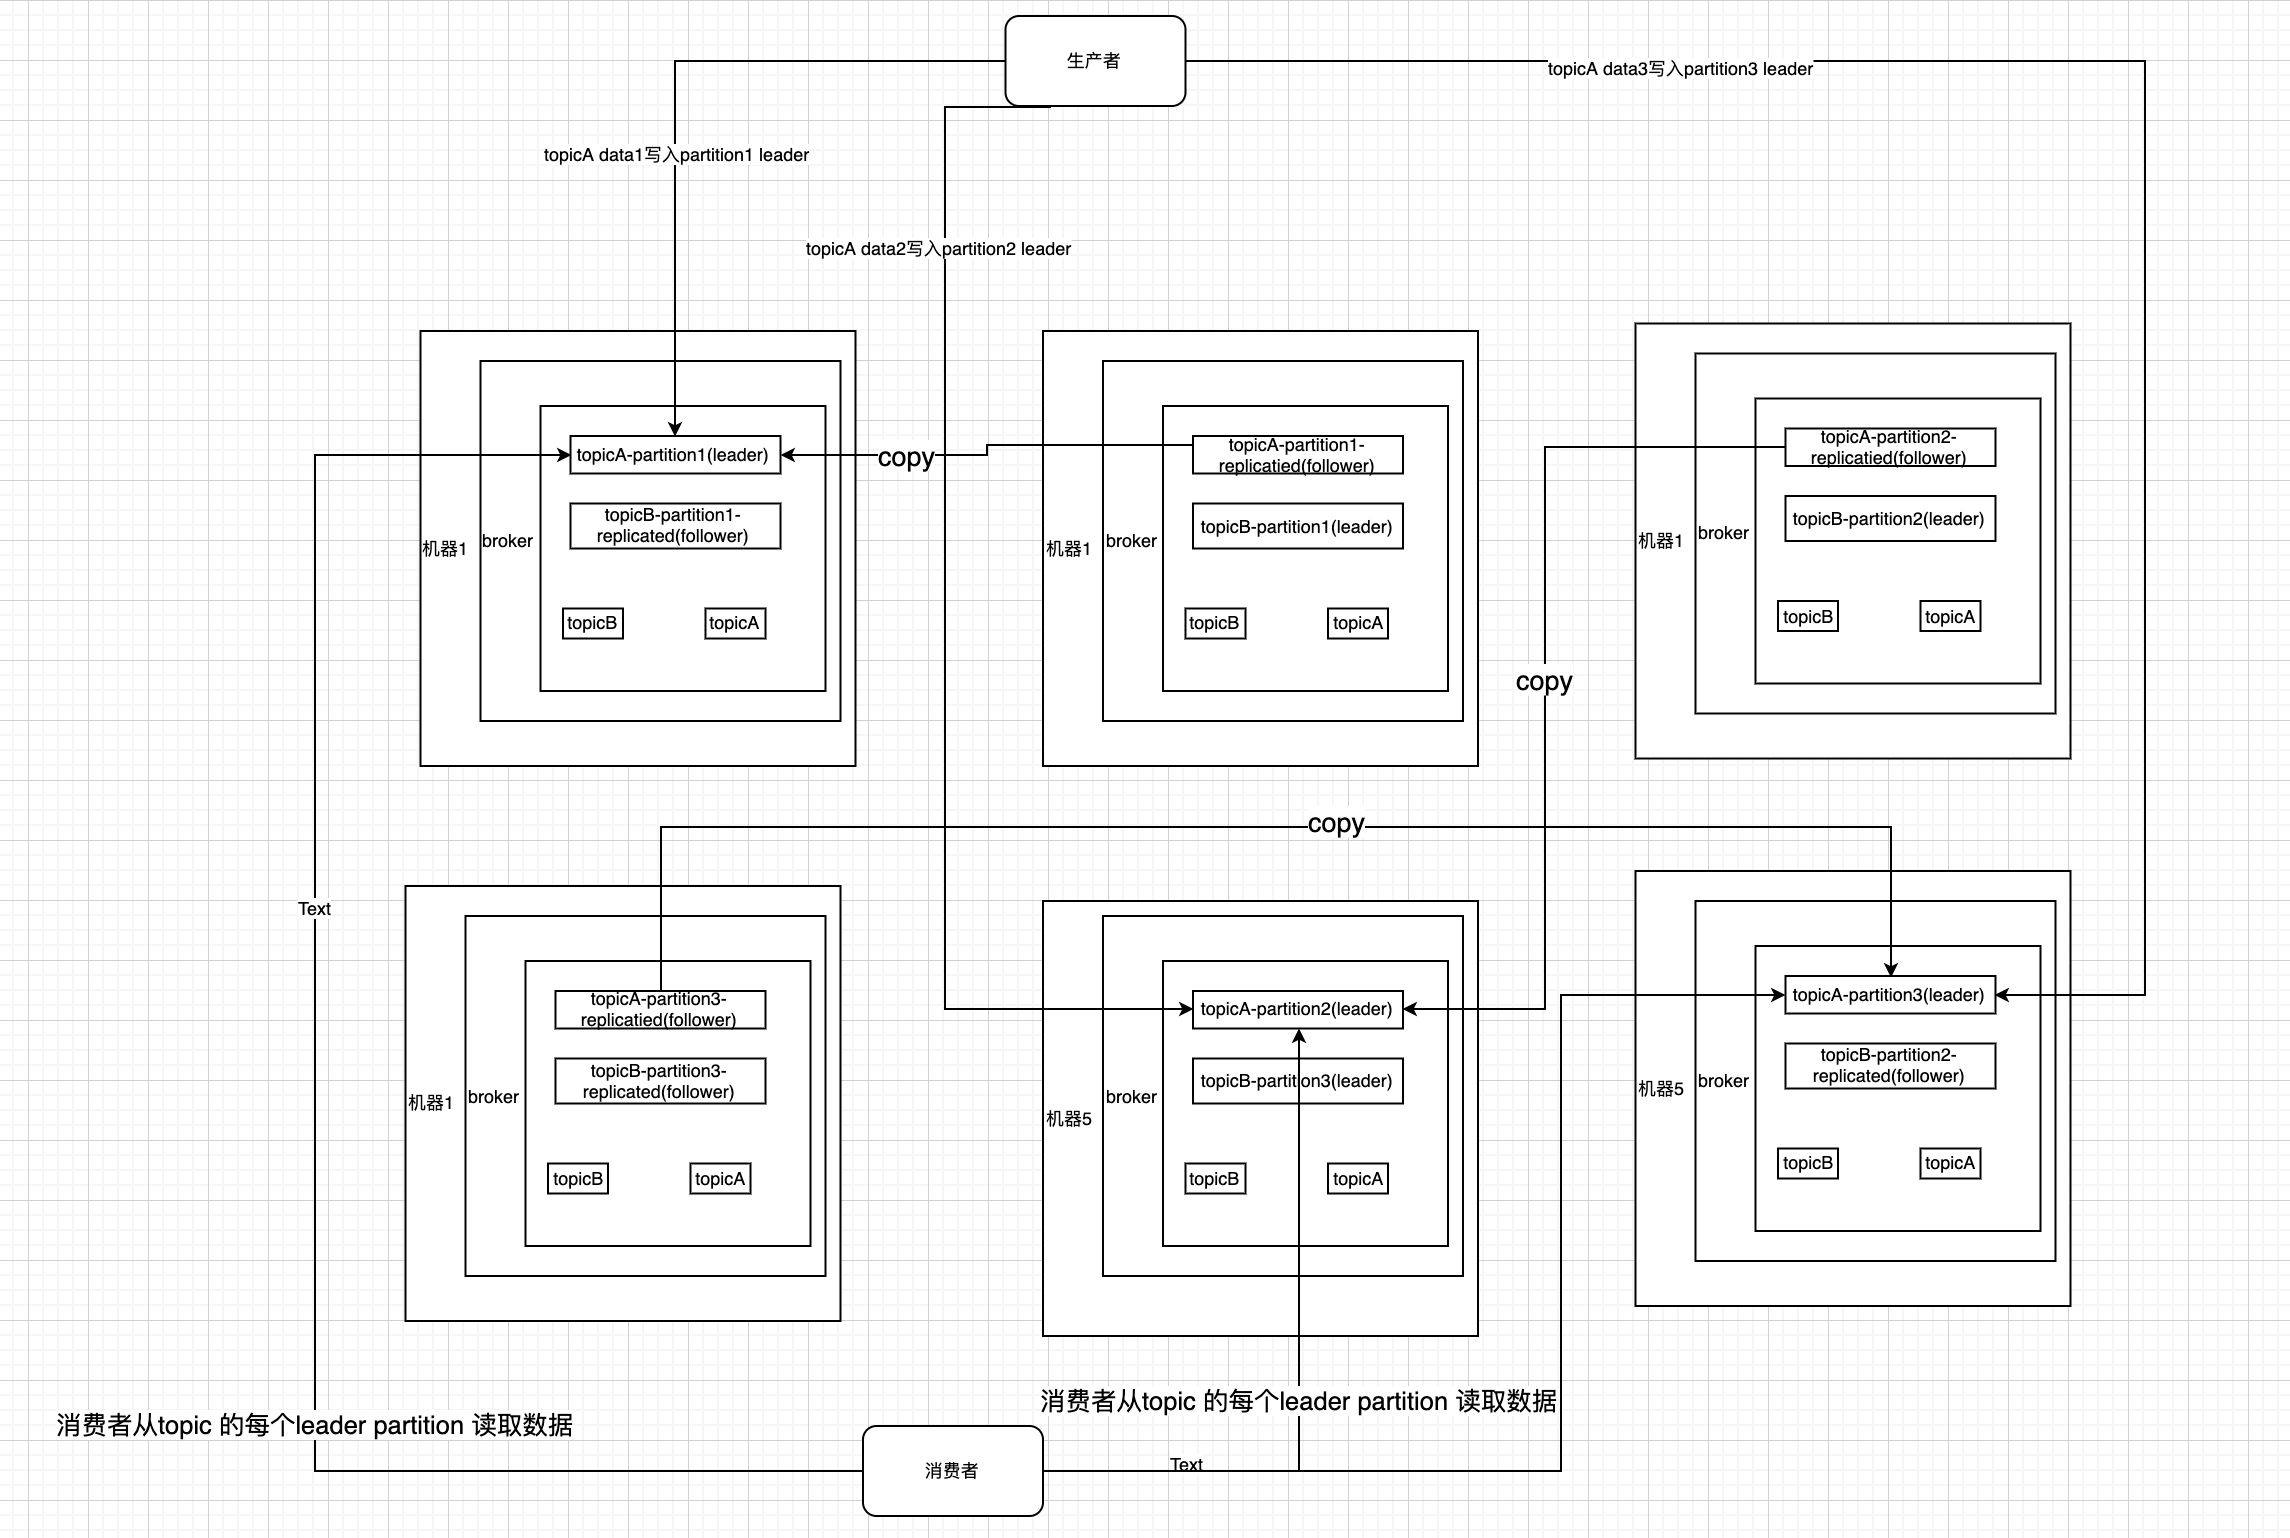 生产者
topicA data3写入partition3 leader
topicA data1写入partition1 leader
topicA data2写入partition2 leader
机器1
broker
topicA-partition1(leader)
topicB-partition1-
replicated(follower)
topicB
topicA
copy
机器1
broker
topicA-partition1-
replicatied(follower)
topicB-partition1(leader)
topicB
topicA
机器1
broker
topicA-partition2-
replicatied(follower)
topicB-partition2(leader)
topicB
topicA
copy
copy
Text
机器1
broker
topicA-partition3-
replicatied(follower)
topicB-partition3-
replicated(follower)
topicB
topicA
机器5
broker
topicA-partition2(leader)
topicB-partition3(leader)
topicB
topicA
机器5
broker
topicA-partition3(leader)
topicB-partition2-
replicated(follower)
topicB
topicA
消费者从topic 的每个leader partition 读取数据
消费者从topic 的每个leader partition 读取数据
消费者
Text